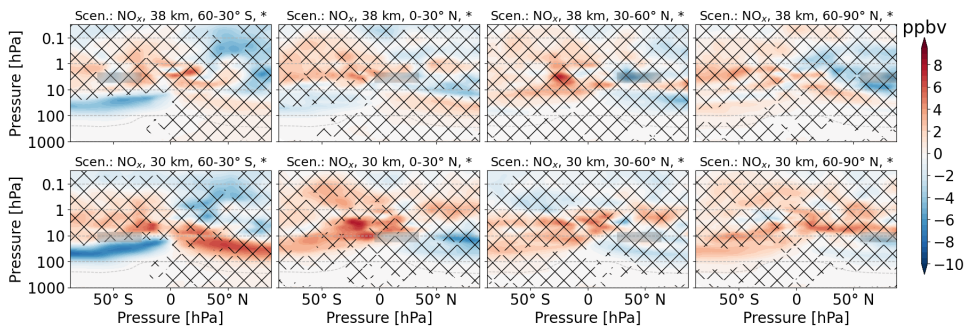 Scen.: NOₓ, 38 km, 60-30° S, *
Scen.: NOₓ, 38 km, 0-30° N, *
Scen.: NOₓ, 38 km, 30-60° N, *
Scen.: NOₓ, 38 km, 60-90° N, *
ppbv
Pressure [hPa]
0.1
1
10
100
1000
8
6
4
2
0
−2
−4
−6
−8
−10
Scen.: NOₓ, 30 km, 60-30° S, *
Scen.: NOₓ, 30 km, 0-30° N, *
Scen.: NOₓ, 30 km, 30-60° N, *
Scen.: NOₓ, 30 km, 60-90° N, *
Pressure [hPa]
0.1
1
10
100
1000
50° S 0 50° N
50° S 0 50° N
50° S 0 50° N
50° S 0 50° N
Pressure [hPa]
Pressure [hPa]
Pressure [hPa]
Pressure [hPa]